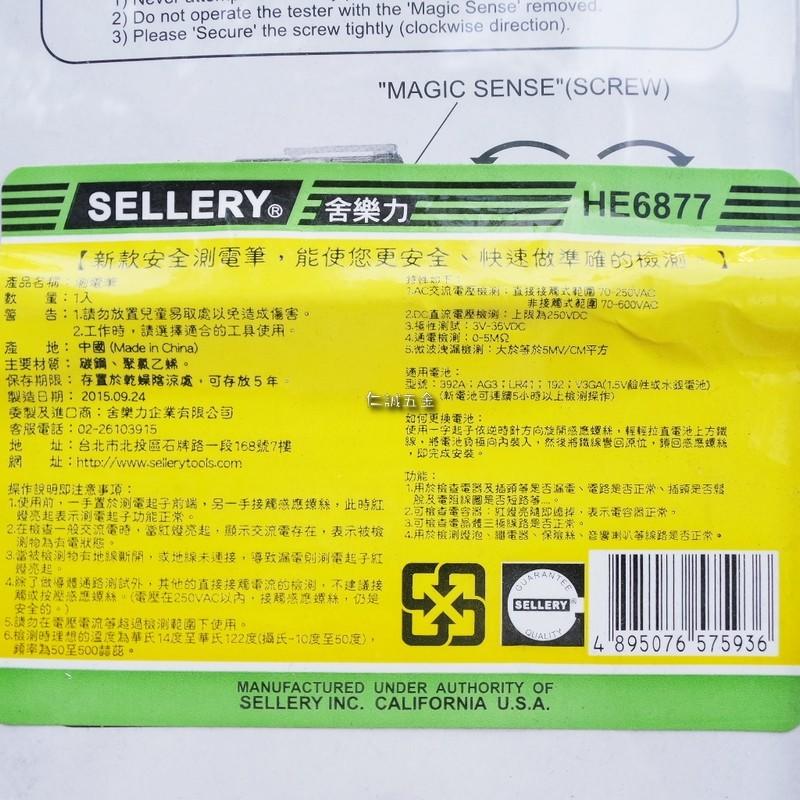 2) Do not operate the tester with the 'Magic Sense' removed.
3) Please 'Secure' the screw tightly (clockwise direction).
"MAGIC SENSE"(SCREW)
SELLERY® 舍樂力 HE6877
【新款安全測電筆，能使您更安全、快速做準確的檢測。】
產品名稱：測電筆
數 量：1入
警 告：1.請勿放置兒童易取處以免造成傷害。
2.工作時，請選擇適合的工具使用。
產 地：中國 (Made in China)
主要材質：碳鋼、聚氯乙烯。
保存期限：存置於乾燥陰涼處，可存放5年。
製造日期：2015.09.24
委製及進口商：舍樂力企業有限公司
客服電話：02-26103915
地 址：台北市北投區石牌路一段168號7樓
網 址：http://www.sellerytools.com
操作說明即注意事項：
1.使用前，一手置於測電起子前端，另一手接觸感應螺絲，此時紅
燈亮起表示測電起子功能正常。
2.在檢查一般交流電時，當紅燈亮起，顯示交流電存在，表示被檢
測物為有電狀態。
3.當被檢測物有地線斷開，或地線未連接，導致漏電則測電起子紅
燈亮起。
4.除了做導體通路測試外，其他的直接接觸電流的檢測，不建議接
觸或按壓感應螺絲。(電壓在250VAC以內，接觸感應螺絲，仍是
安全的。)
5.請勿在電壓電流等超過檢測範圍下使用。
6.檢測時理想的溫度為華氏14度至華氏122度(攝氏-10度至50度)，
頻率為50至500赫茲。
特性如下：
1.AC交流電壓檢測：直接接觸式範圍 70-250VAC
非接觸式範圍 70-600VAC
2.DC直流電壓檢測：上限為250VDC
3.極性測試：3V-36VDC
4.通電檢測：0-5MΩ
5.微波洩漏檢測：大於等於5MV/CM平方
適用電池：
型號：392A；AG3；LR41；192；V3GA(1.5V鹼性或水銀電池)
(新電池可連續5小時以上檢測操作)
如何更換電池：
使用一字起子依逆時針方向旋開感應螺絲，輕輕拉直電池上方鐵
線，將電池負極向內裝入，然後將鐵線彎回原位，鎖回感應螺絲
，即完成安裝。
功能：
1.用於檢查電器及插頭等是否漏電、電路是否正常、插頭是否鬆
脫及電阻線圈是否短路等....。
2.可檢查電容器：紅燈亮隨即熄掉，表示電容器正常。
3.可檢查電晶體三極線路是否正常。
4.用於檢測燈泡、繼電器、保險絲、音響喇叭等線路是否正常。
仁誠五金
GUARANTEE
SELLERY
QUALITY
4 895076 575936
MANUFACTURED UNDER AUTHORITY OF
SELLERY INC. CALIFORNIA U.S.A.